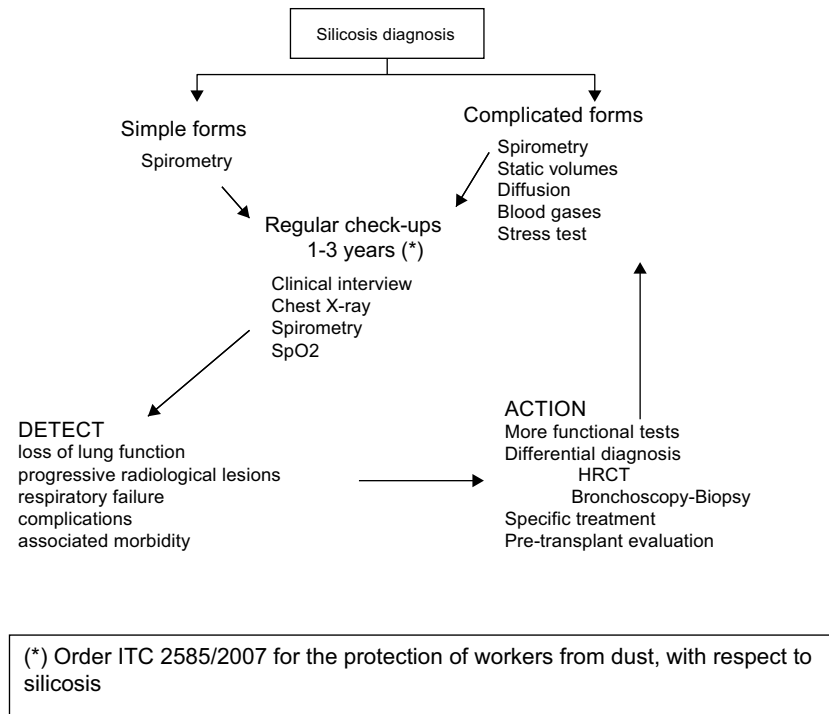 Silicosis diagnosis
Simple forms
Spirometry
Complicated forms
Spirometry
Static volumes
Diffusion
Blood gases
Stress test
Regular check-ups
1-3 years (*)
Clinical interview
Chest X-ray
Spirometry
SpO2
DETECT
loss of lung function
progressive radiological lesions
respiratory failure
complications
associated morbidity
ACTION
More functional tests
Differential diagnosis
HRCT
Bronchoscopy-Biopsy
Specific treatment
Pre-transplant evaluation
(*) Order ITC 2585/2007 for the protection of workers from dust, with respect to
silicosis